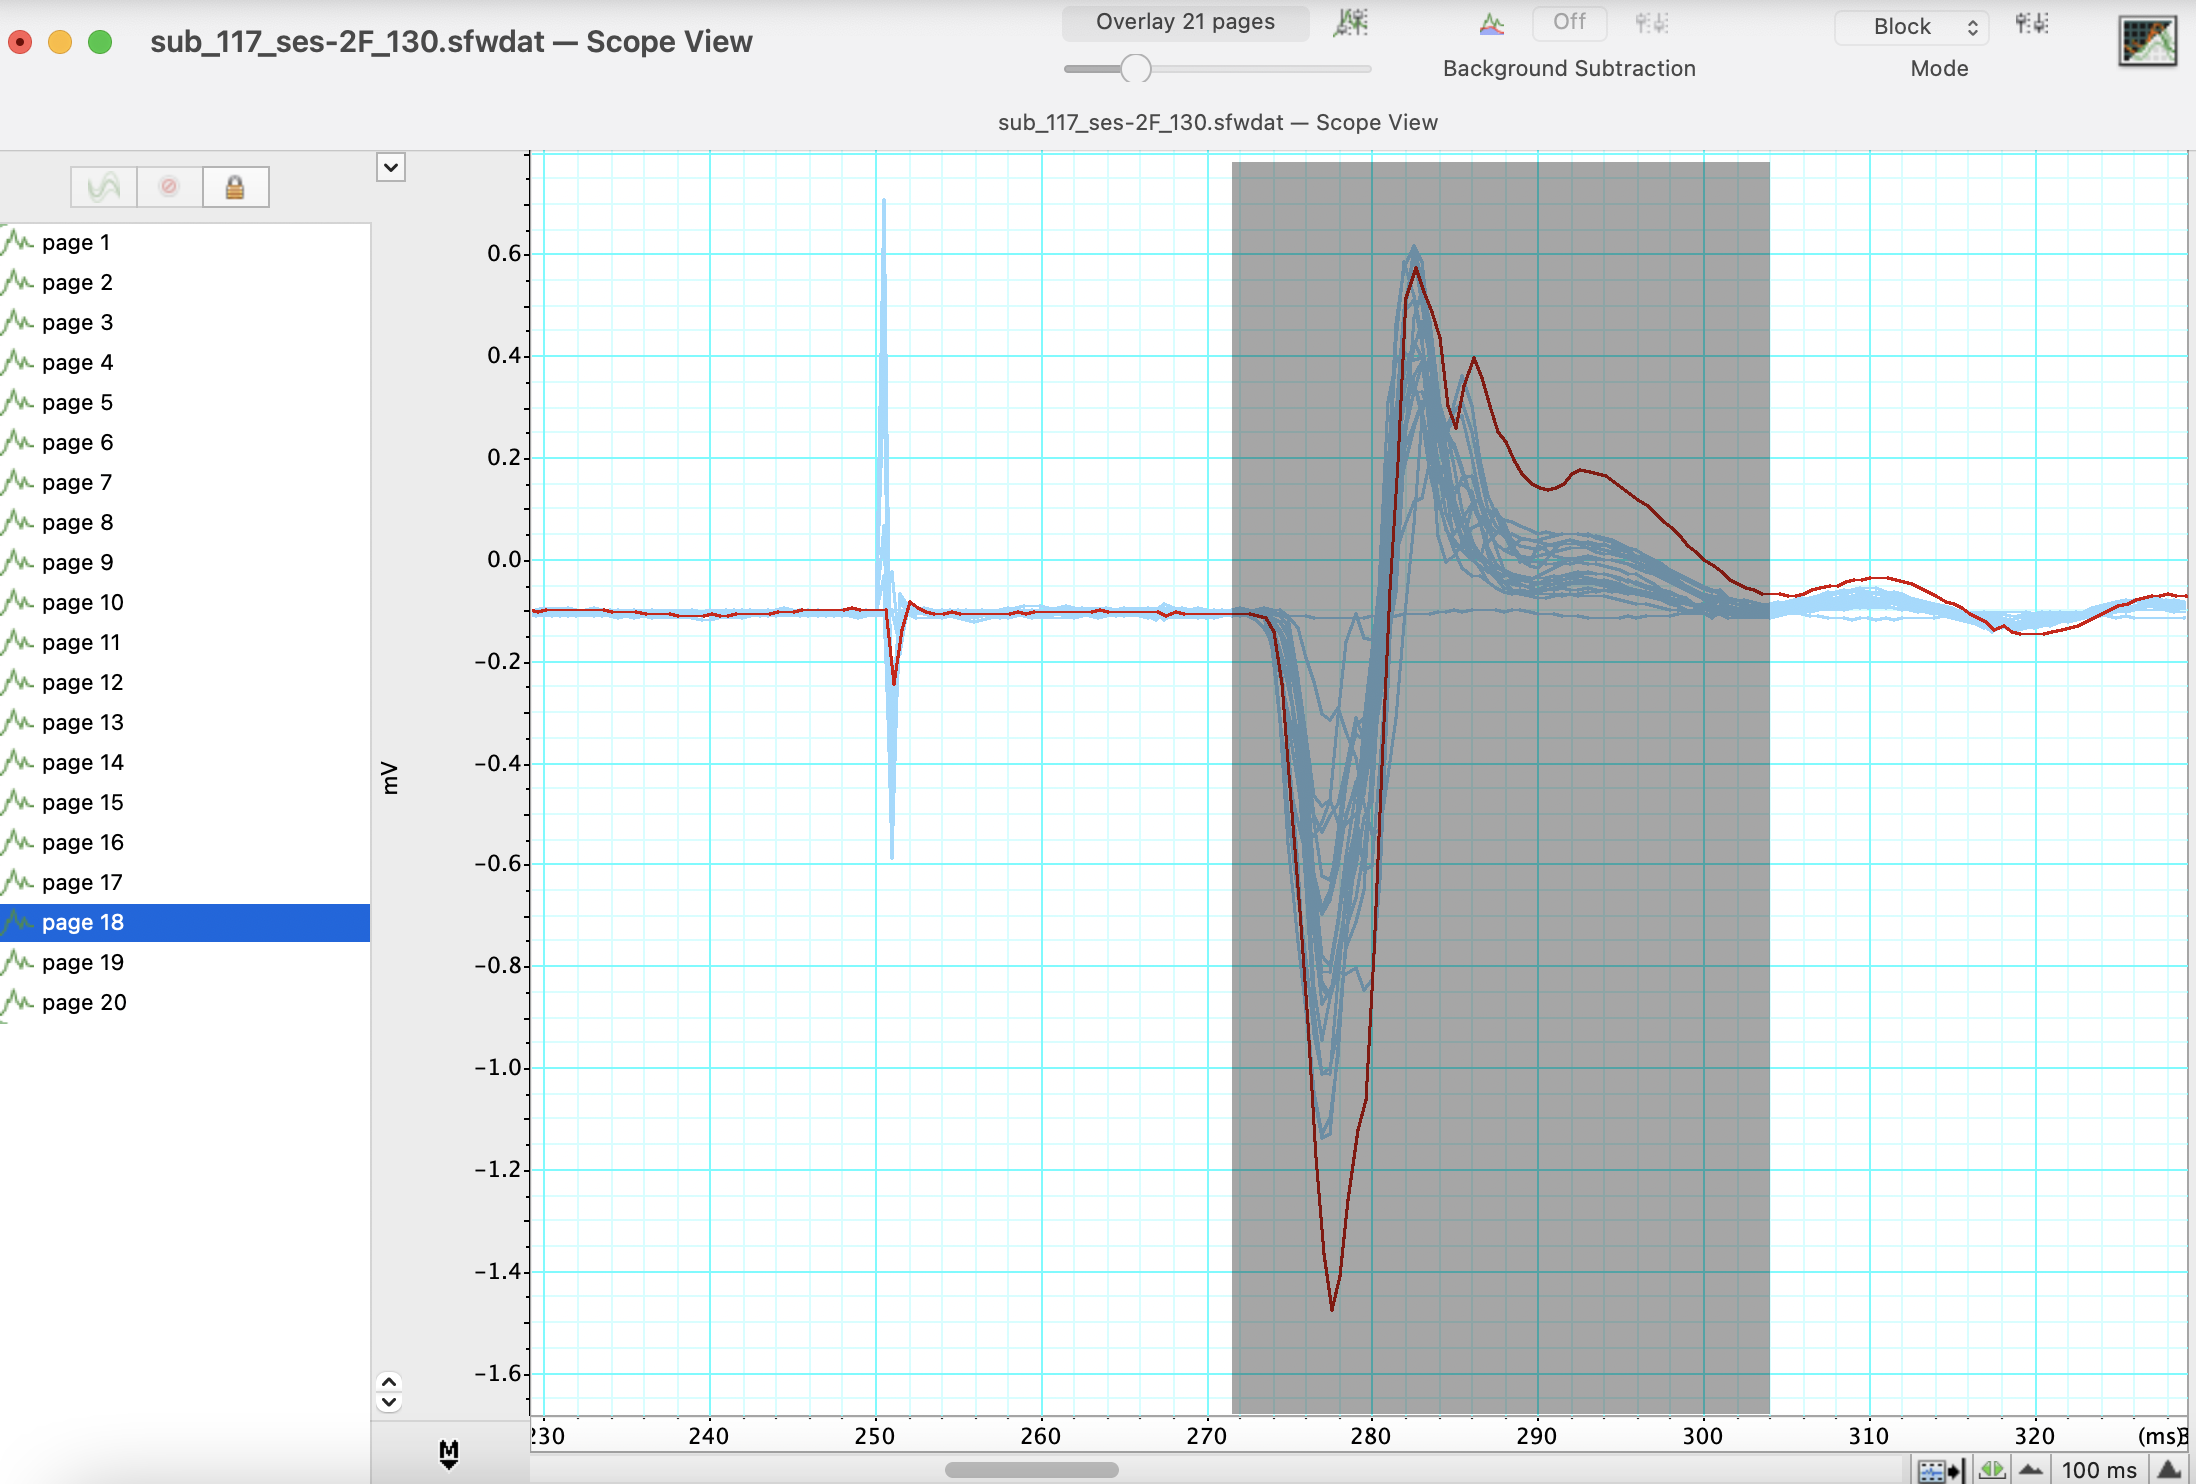 sub_117_ses-2F_130.sfwdat — Scope View
Overlay 21 pages
Off
Background Subtraction
Block
Mode
sub_117_ses-2F_130.sfwdat — Scope View
page 1
page 2
page 3
page 4
page 5
page 6
page 7
page 8
page 9
page 10
page 11
page 12
page 13
page 14
page 15
page 16
page 17
page 18
page 19
page 20
mV
0.6
0.4
0.2
0.0
−0.2
−0.4
−0.6
−0.8
−1.0
−1.2
−1.4
−1.6
230 240 250 260 270 280 290 300 310 320 (ms)
M
100 ms